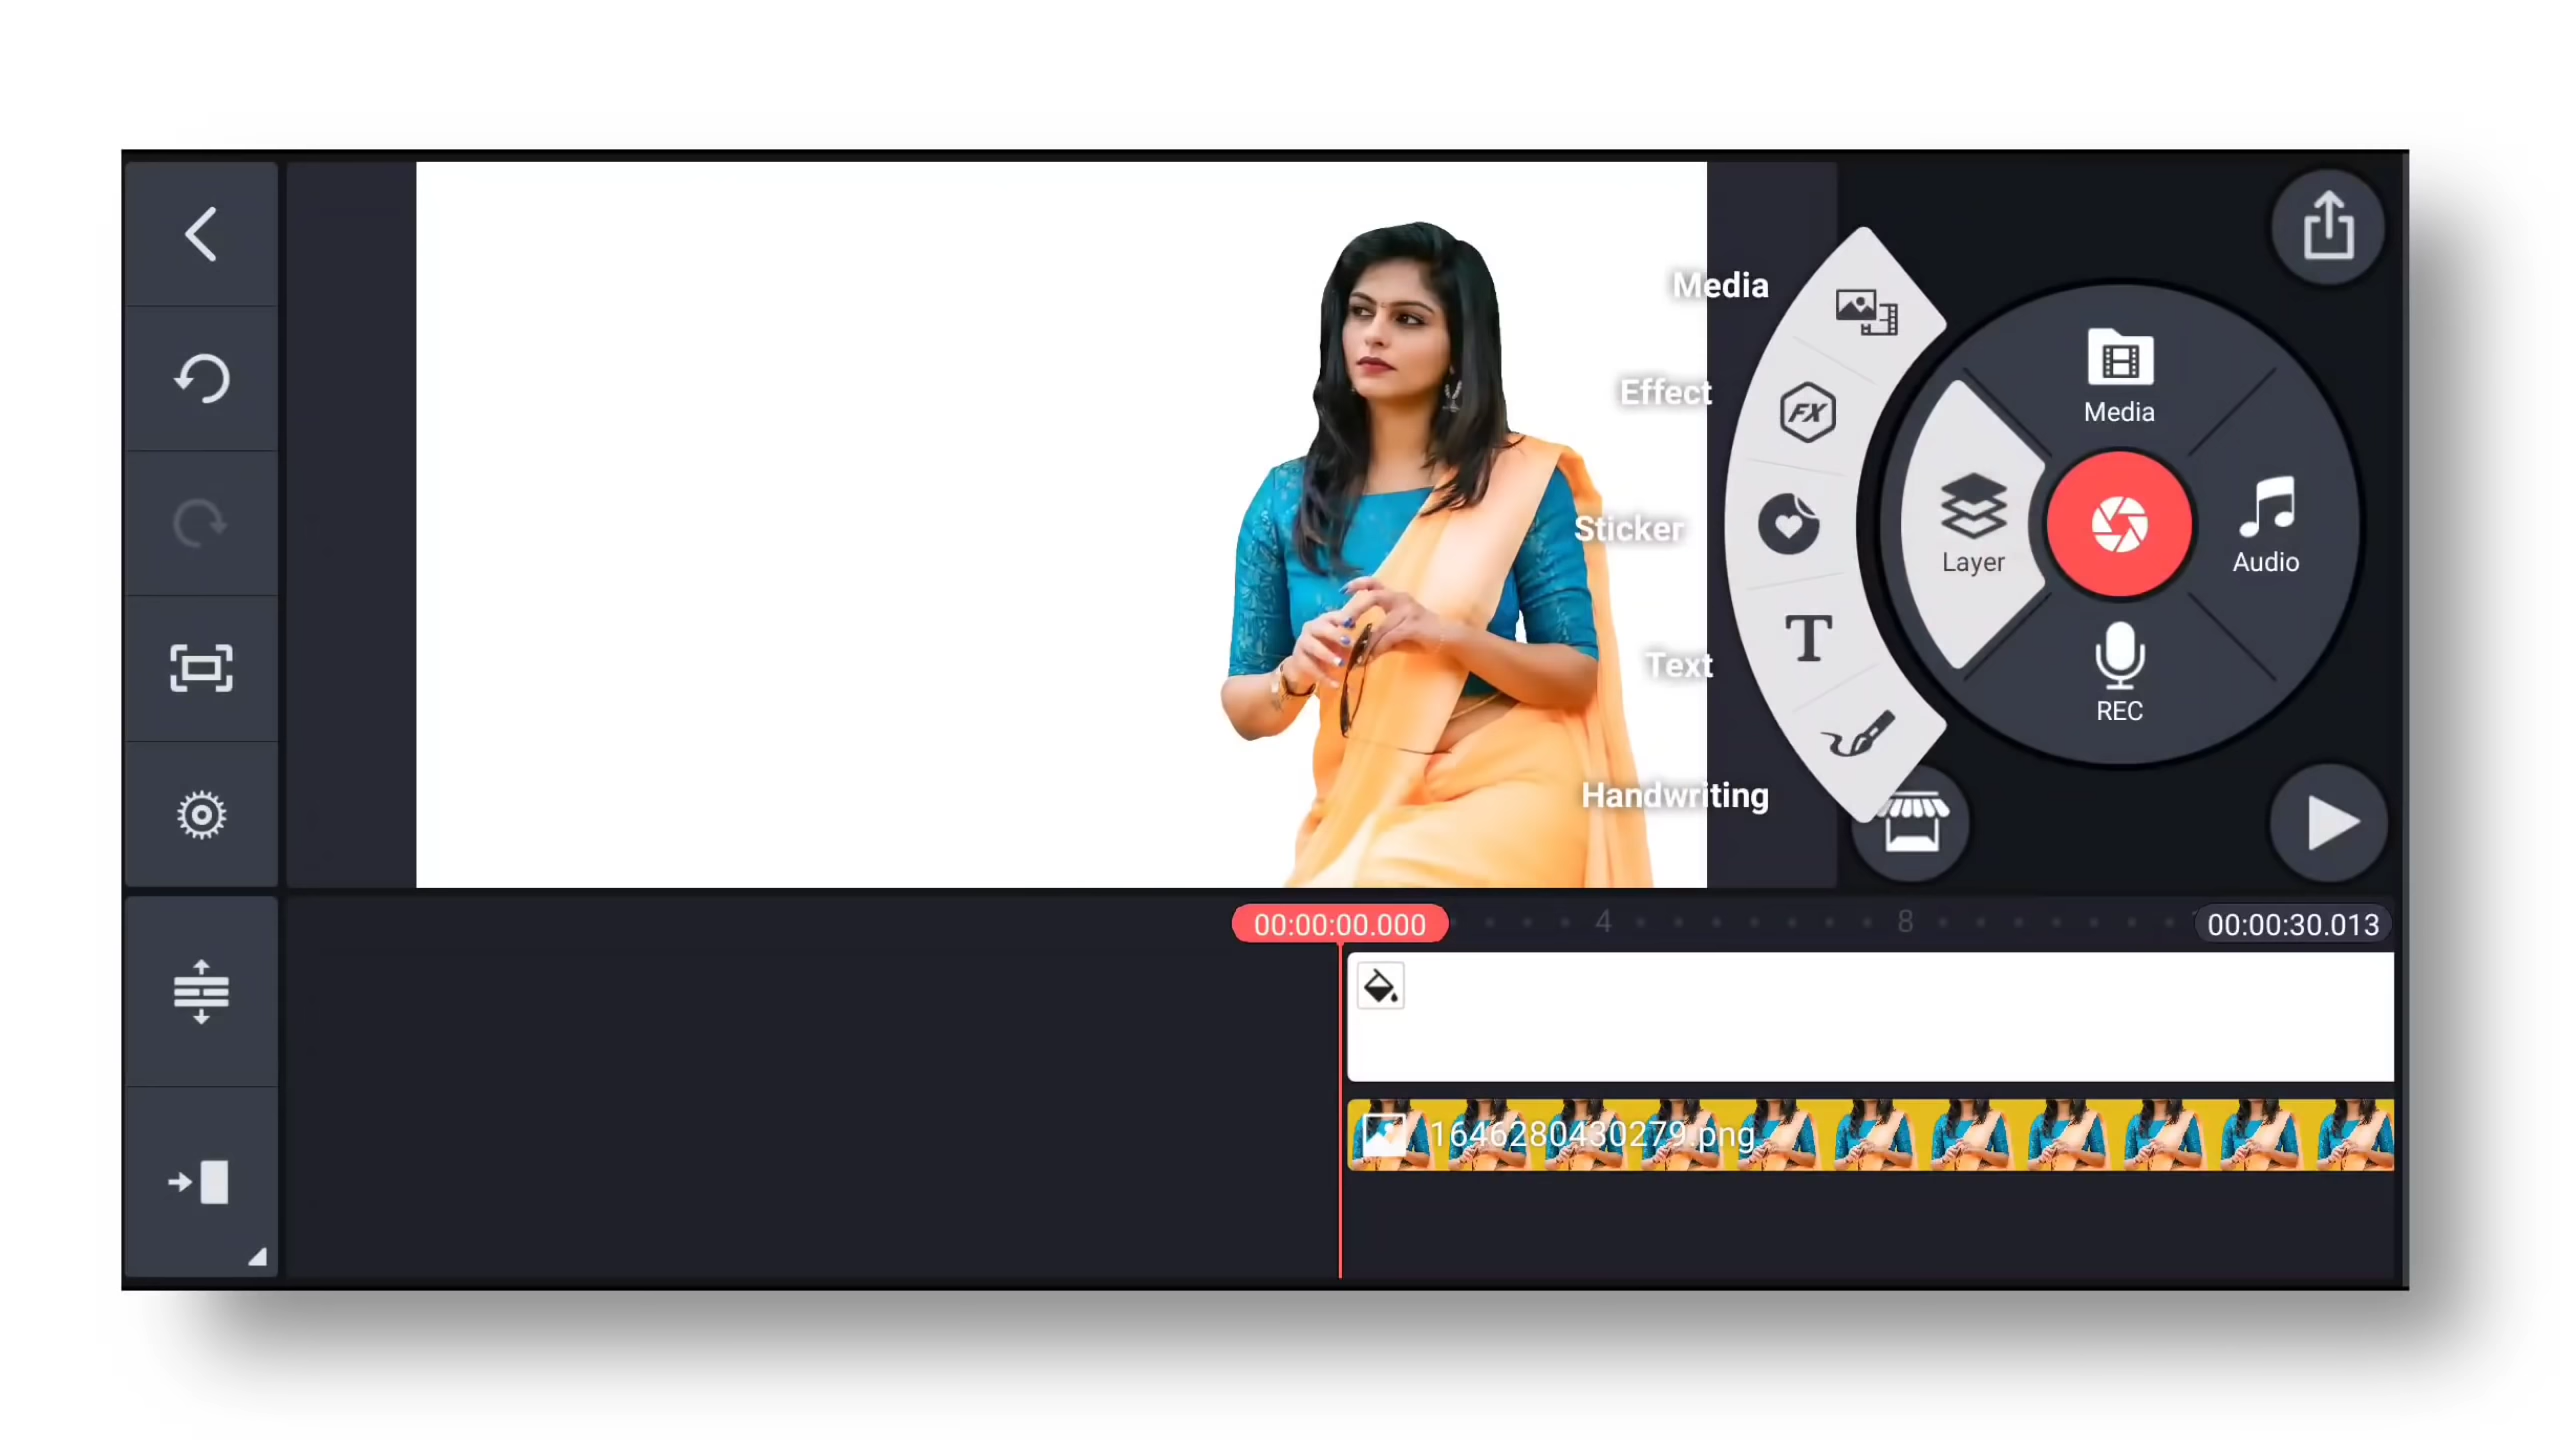 Media
Effect
Sticker
Text
Handwriting
FX
T
Media
Layer
Audio
REC
00:00:00.000
4
8
00:00:30.013
1646280430279.png